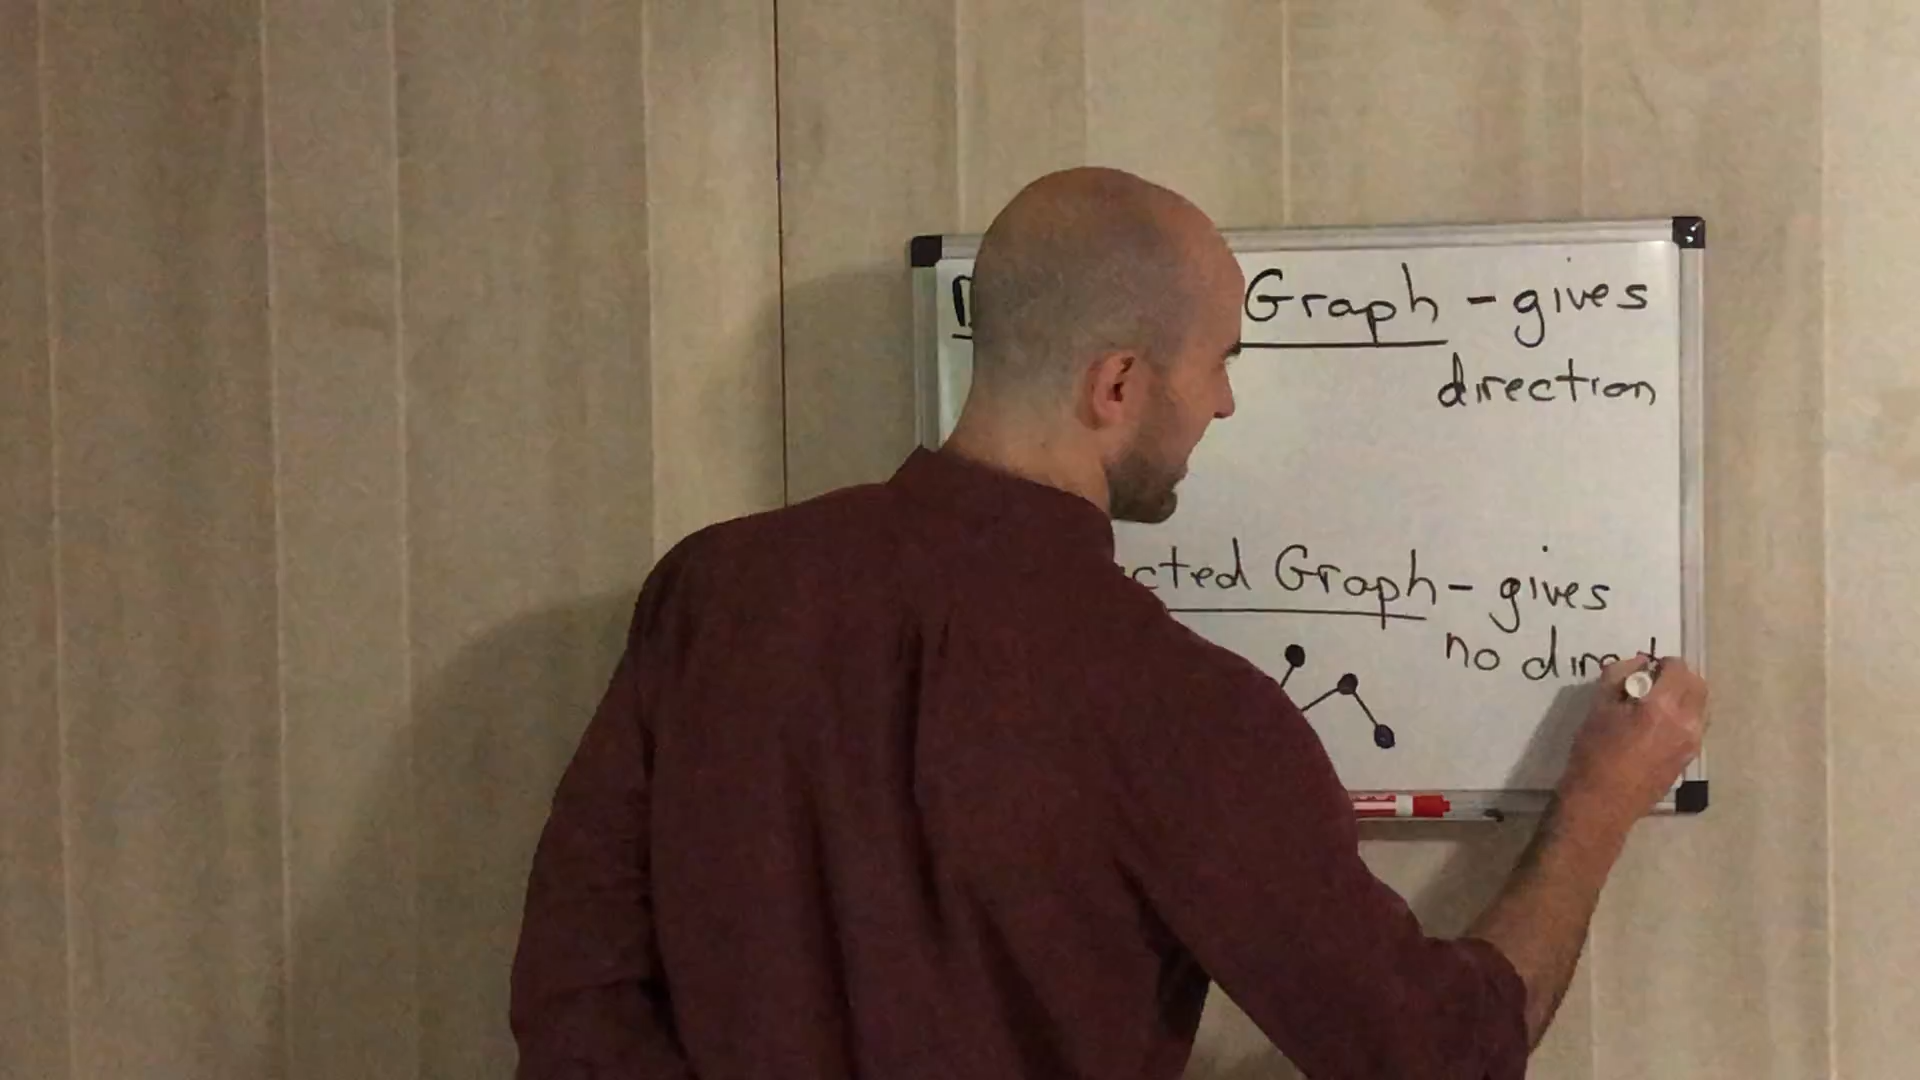 Graph - gives
direction
cted Graph - gives
no direct